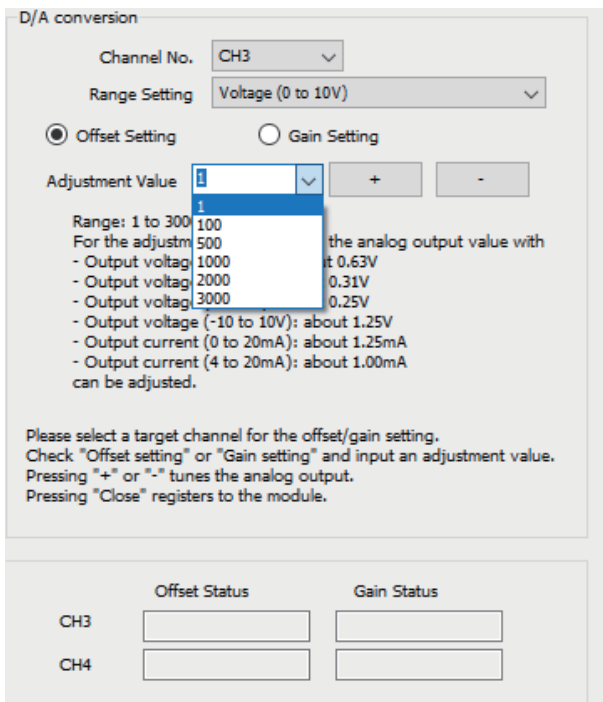 D/A conversion
Channel No. CH3
Range Setting Voltage (0 to 10V)
Offset Setting Gain Setting
Adjustment Value 1 + -
1
100
500
1000
2000
3000
Range: 1 to 300
For the adjustm the analog output value with
- Output voltag t 0.63V
- Output voltag 0.31V
- Output voltag 0.25V
- Output voltage (-10 to 10V): about 1.25V
- Output current (0 to 20mA): about 1.25mA
- Output current (4 to 20mA): about 1.00mA
can be adjusted.
Please select a target channel for the offset/gain setting.
Check "Offset setting" or "Gain setting" and input an adjustment value.
Pressing "+" or "-" tunes the analog output.
Pressing "Close" registers to the module.
Offset Status Gain Status
CH3
CH4